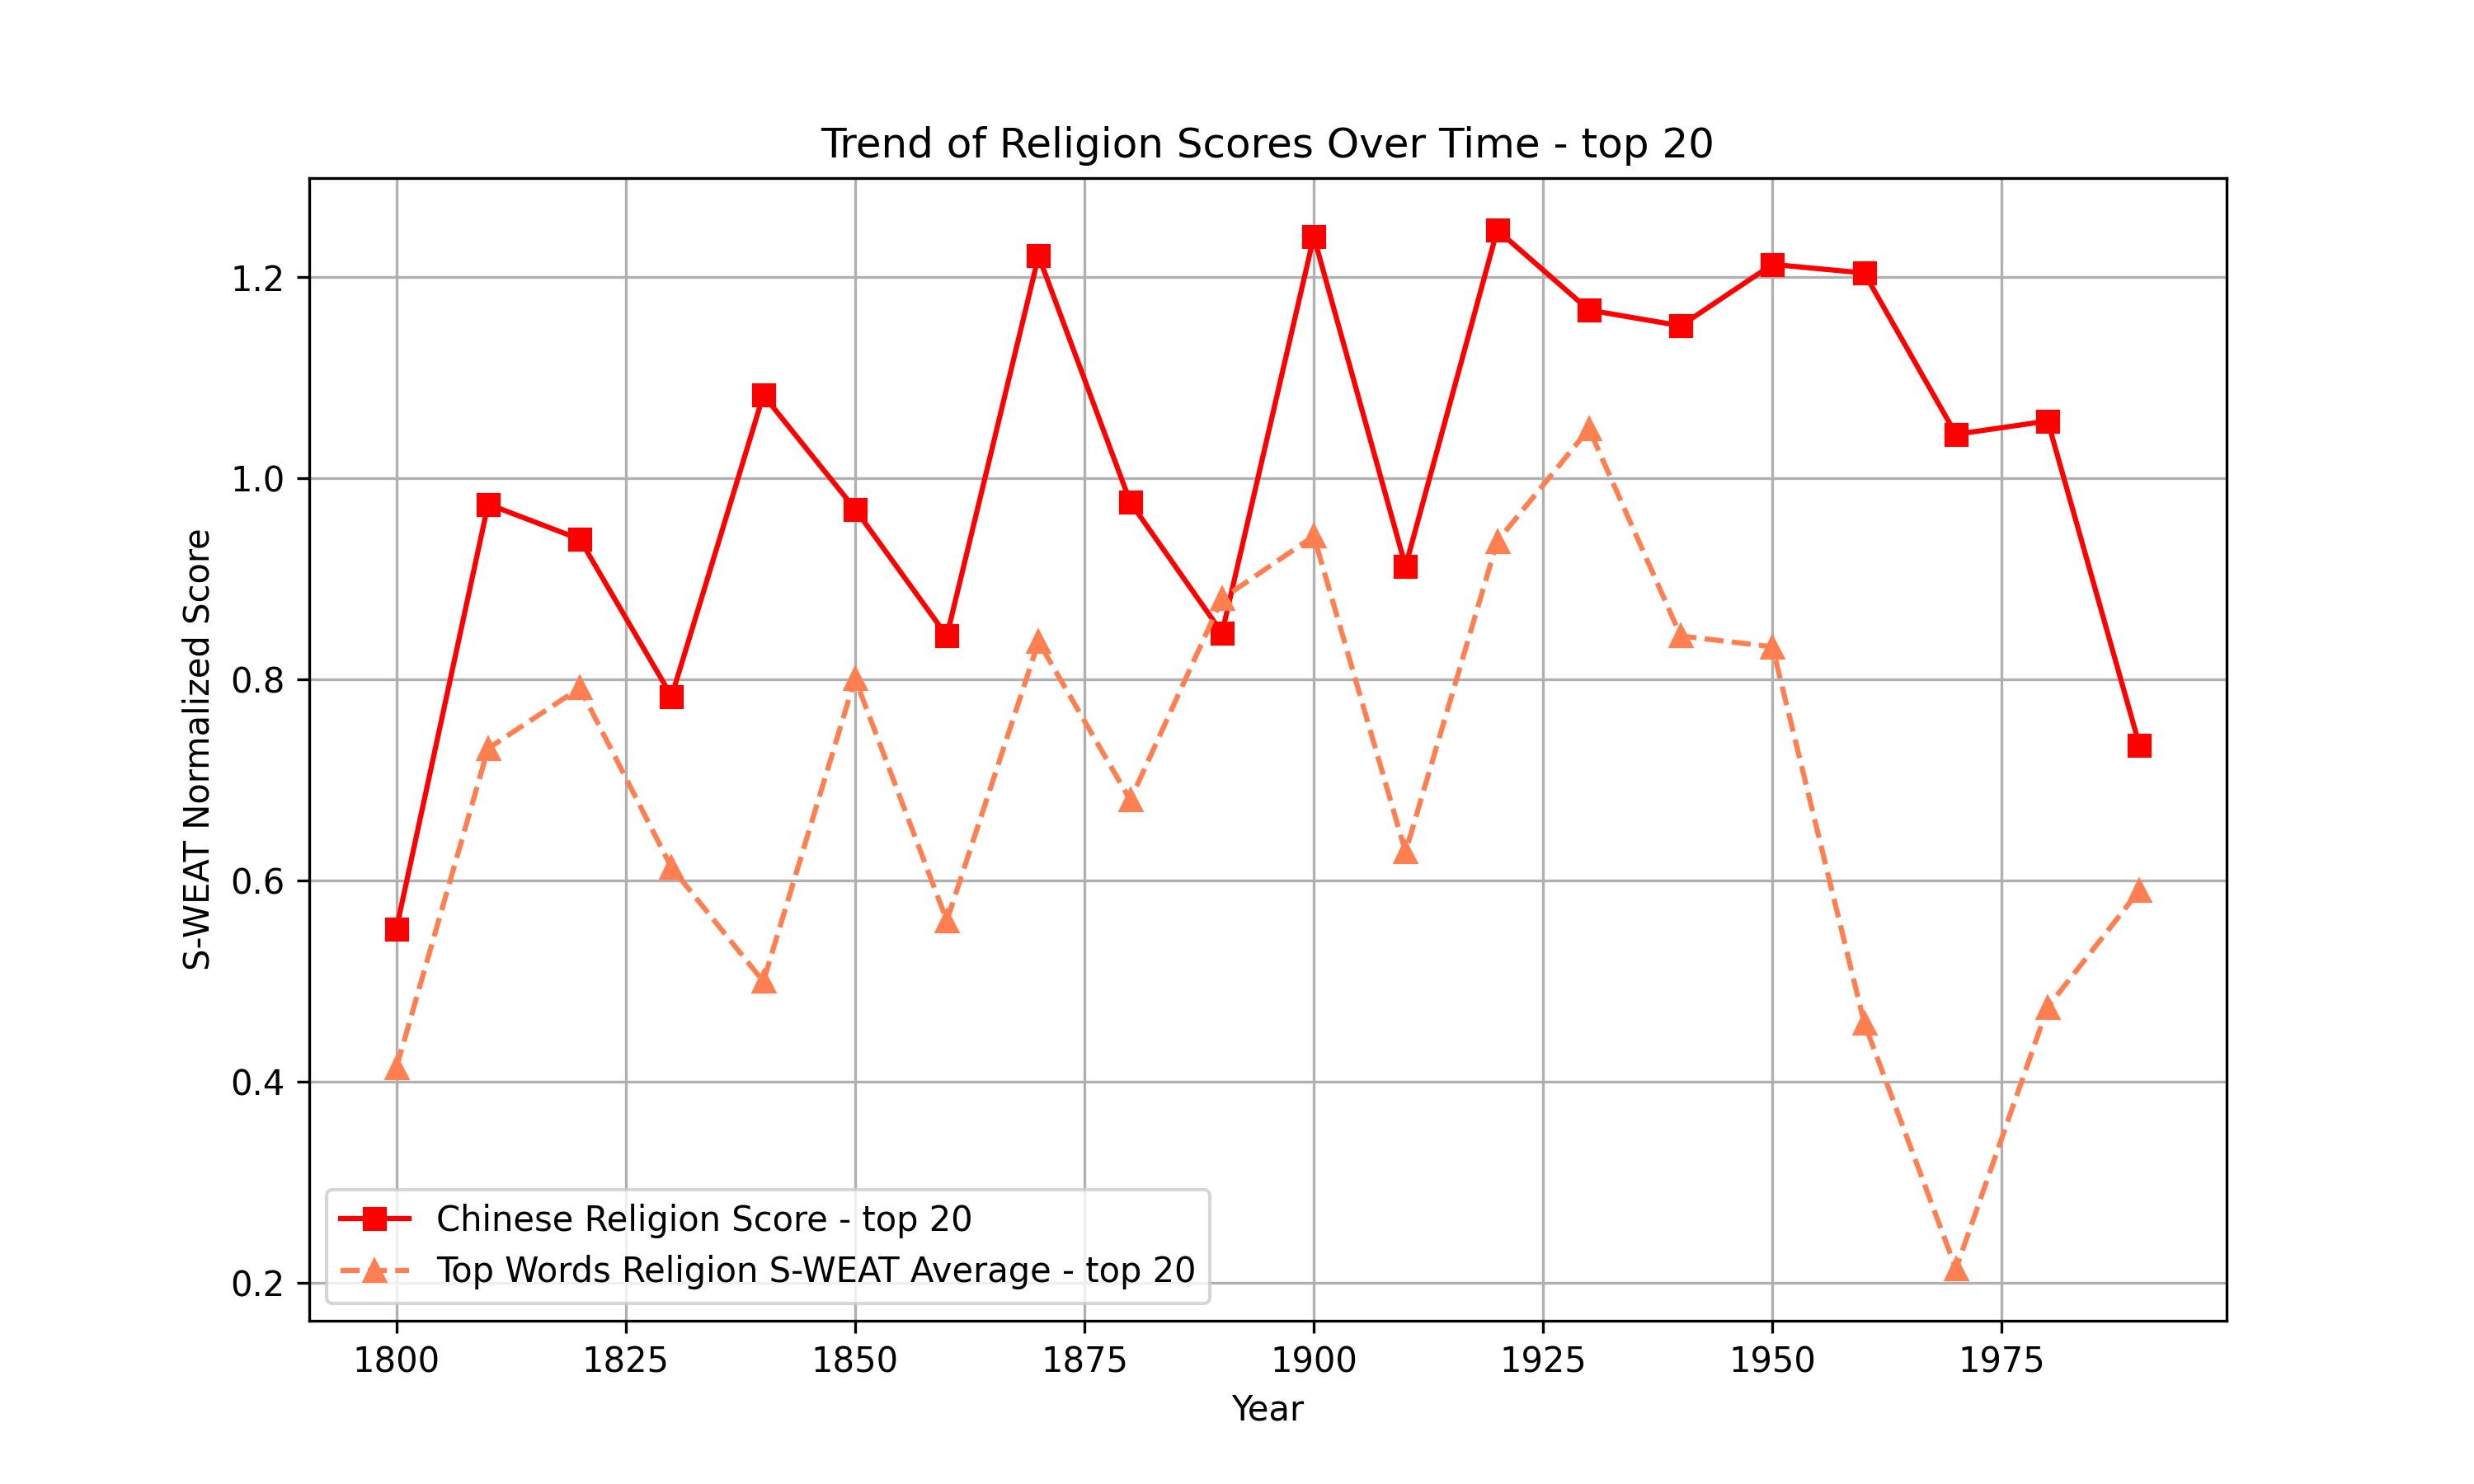 Trend of Religion Scores Over Time - top 20
S-WEAT Normalized Score
1.2
1.0
0.8
0.6
0.4
0.2
Chinese Religion Score - top 20
Top Words Religion S-WEAT Average - top 20
1800 1825 1850 1875 1900 1925 1950 1975
Year